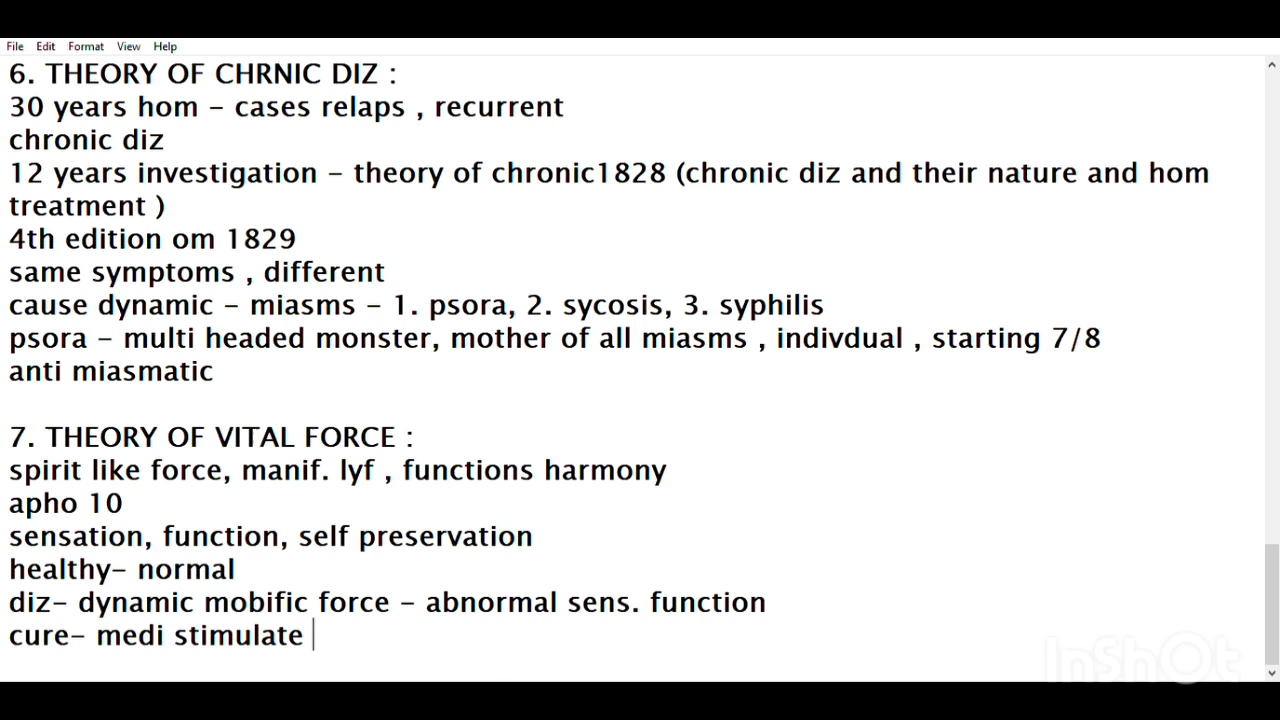 File Edit Format View Help
6. THEORY OF CHRNIC DIZ :
30 years hom - cases relaps , recurrent
chronic diz
12 years investigation - theory of chronic1828 (chronic diz and their nature and hom
treatment )
4th edition om 1829
same symptoms , different
cause dynamic - miasms - 1. psora, 2. sycosis, 3. syphilis
psora - multi headed monster, mother of all miasms , indivdual , starting 7/8
anti miasmatic
7. THEORY OF VITAL FORCE :
spirit like force, manif. lyf , functions harmony
apho 10
sensation, function, self preservation
healthy- normal
diz- dynamic mobific force - abnormal sens. function
cure- medi stimulate
InShOt